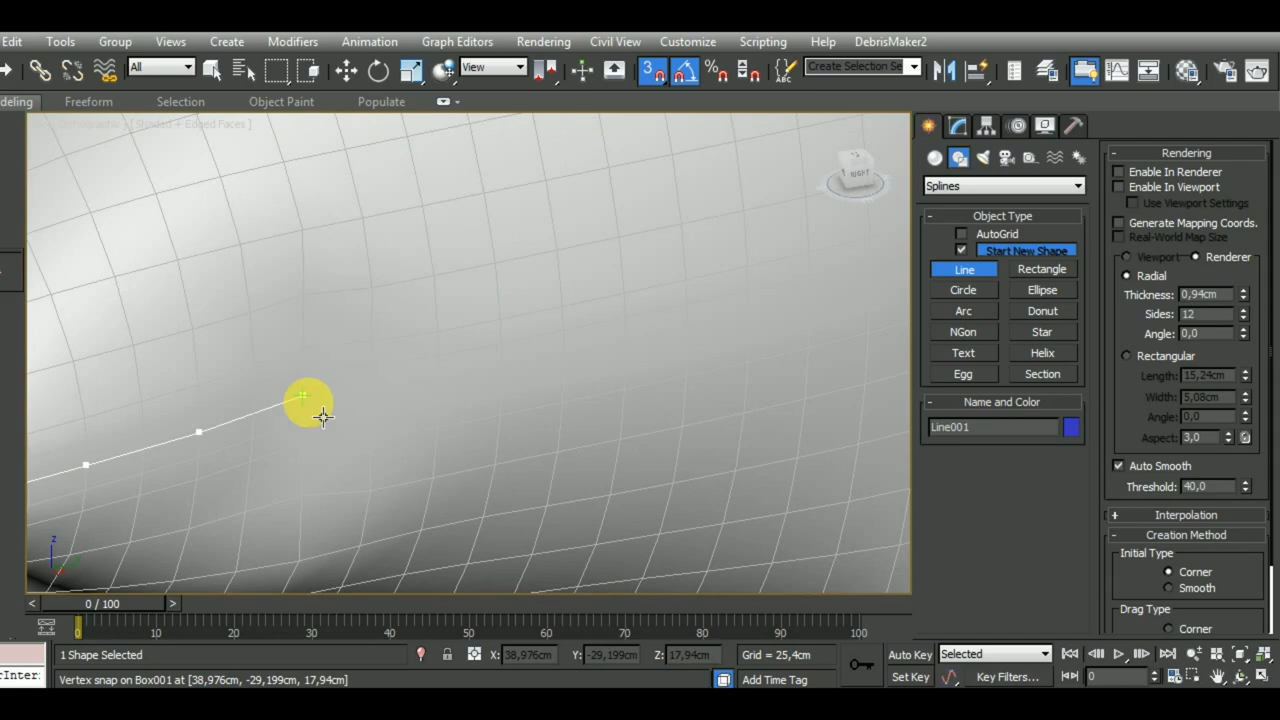 Edit Tools Group Views Create Modifiers Animation Graph Editors Rendering Civil View Customize Scripting Help DebrisMaker2
All View 3 Create Selection Se
deling Freeform Selection Object Paint Populate
[ Shaded + Edged Faces ]
RIGHT
Splines
- Object Type
AutoGrid
Start New Shape
Line Rectangle
Circle Ellipse
Arc Donut
NGon Star
Text Helix
Egg Section
- Name and Color
Line001
- Rendering
Enable In Renderer
Enable In Viewport
Use Viewport Settings
Generate Mapping Coords.
Real-World Map Size
Viewport Renderer
Radial
Thickness: 0,94cm
Sides: 12
Angle: 0,0
Rectangular
Length: 15,24cm
Width: 5,08cm
Angle: 0,0
Aspect: 3,0
Auto Smooth
Threshold: 40,0
+ Interpolation
- Creation Method
Initial Type
Corner
Smooth
Drag Type
Corner
z
< 0 / 100 >
0 10 20 30 40 50 60 70 80 90 100
1 Shape Selected X: 38,976cm Y: -29,199cm Z: 17,94cm Grid = 25,4cm Auto Key Selected
rInter: Vertex snap on Box001 at [38,976cm, -29,199cm, 17,94cm] Add Time Tag Set Key Key Filters... 0